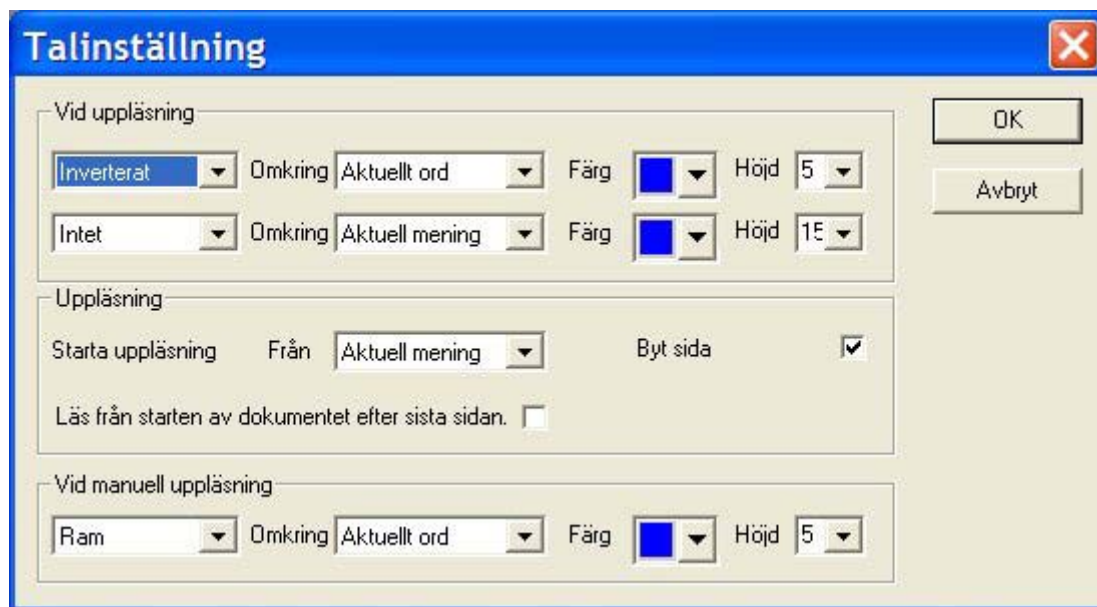 Talinställning
Vid uppläsning
OK
Inverterat Omkring Aktuellt ord Färg Höjd 5
Avbryt
Intet Omkring Aktuell mening Färg Höjd 15
Uppläsning
Starta uppläsning Från Aktuell mening Byt sida
Läs från starten av dokumentet efter sista sidan.
Vid manuell uppläsning
Ram Omkring Aktuellt ord Färg Höjd 5